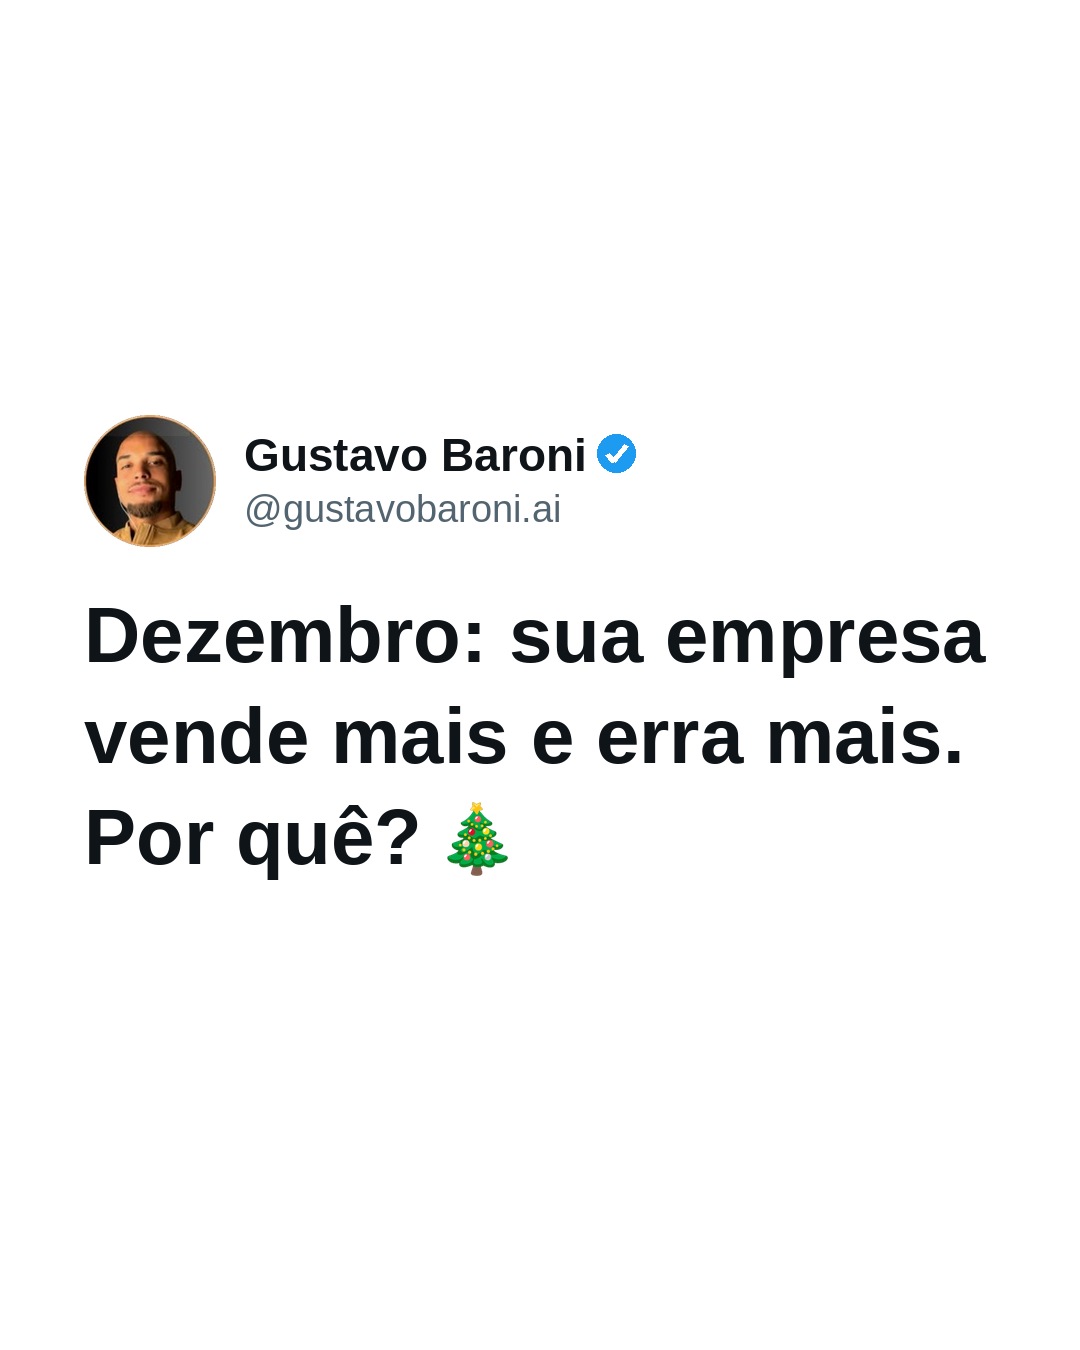 Gustavo Baroni
@gustavobaroni.ai
Dezembro: sua empresa
vende mais e erra mais.
Por quê? 🎄